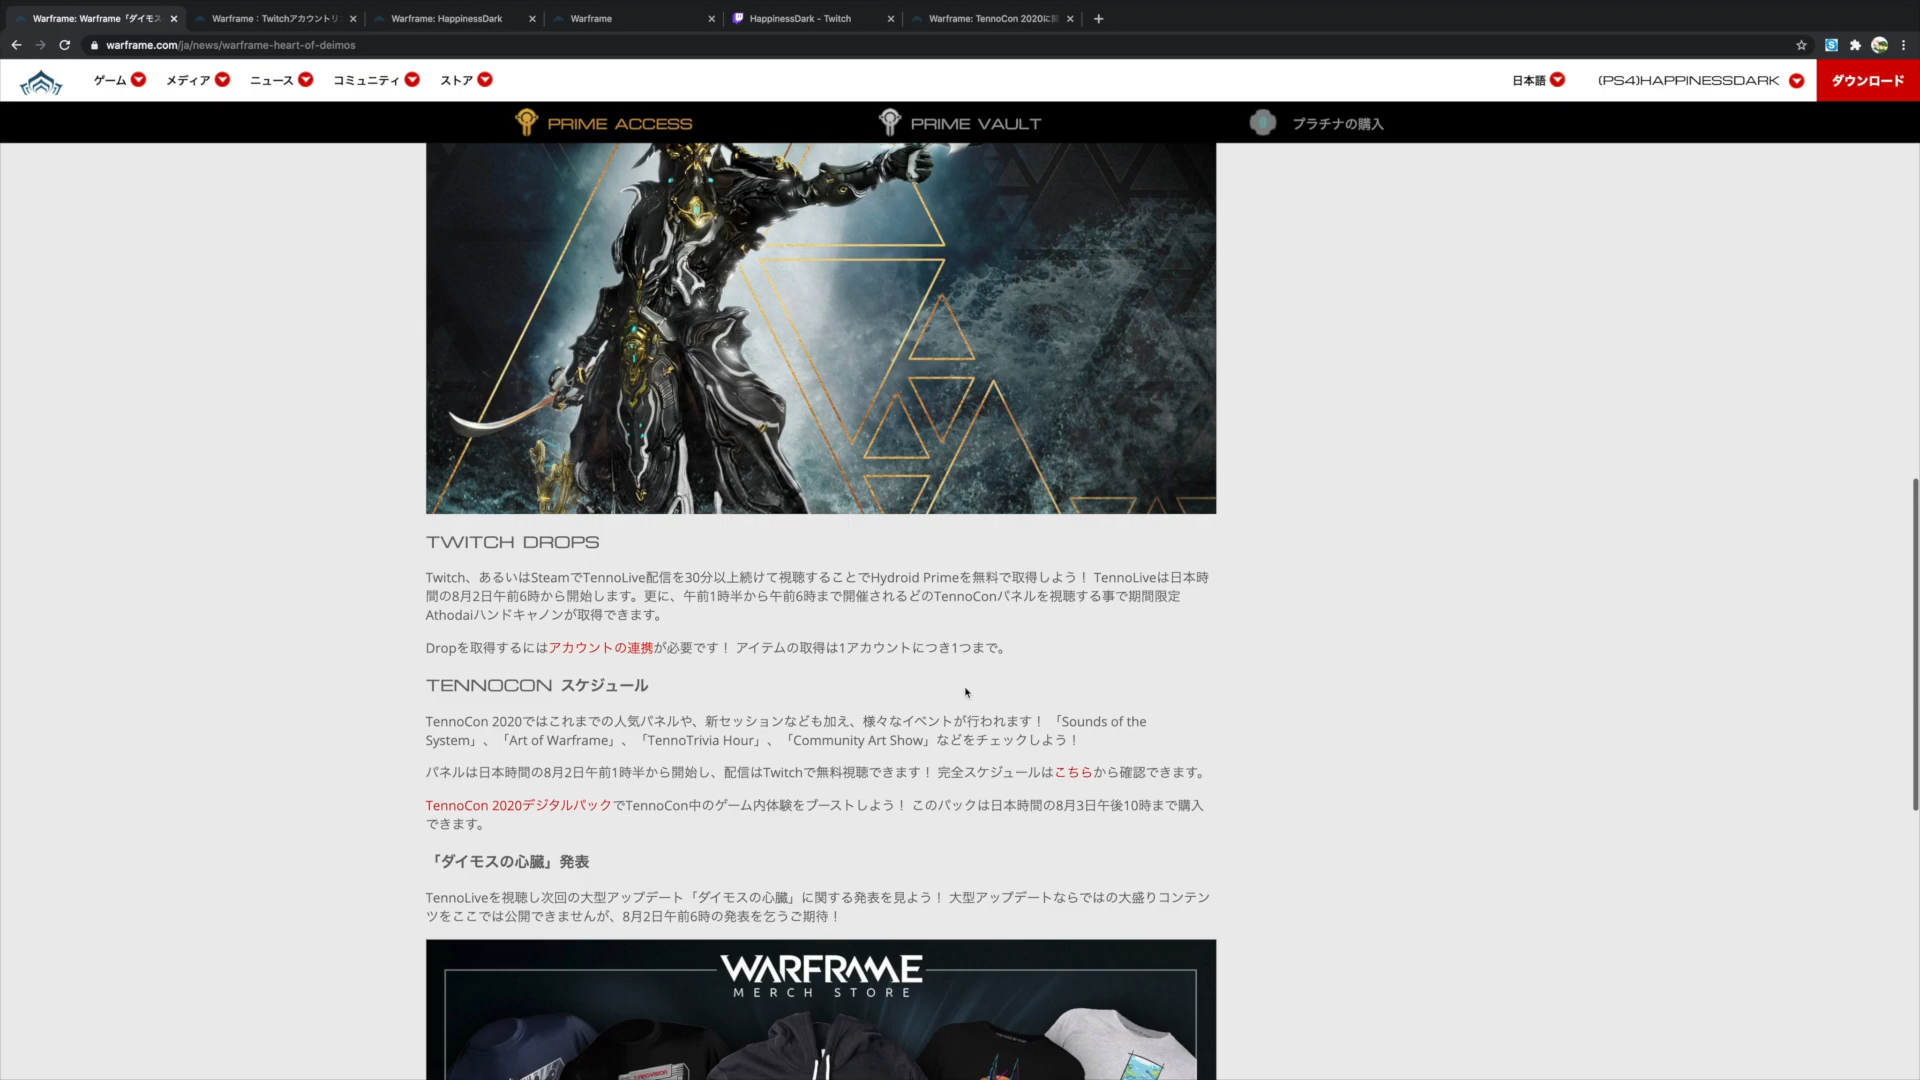 Warframe: Warframe「ダイモス
Warframe：Twitchアカウントリン
Warframe: HappinessDark
Warframe
HappinessDark - Twitch
Warframe: TennoCon 2020に関
warframe.com/ja/news/warframe-heart-of-deimos
ゲーム
メディア
ニュース
コミュニティ
ストア
日本語
(PS4)HAPPINESSDARK
ダウンロード
PRIME ACCESS
PRIME VAULT
プラチナの購入
TWITCH DROPS
Twitch、あるいはSteamでTennoLive配信を30分以上続けて視聴することでHydroid Primeを無料で取得しよう！ TennoLiveは日本時
間の8月2日午前6時から開始します。更に、午前1時半から午前6時まで開催されるどのTennoConパネルを視聴する事で期間限定
Athodaiハンドキャノンが取得できます。
Dropを取得するにはアカウントの連携が必要です！ アイテムの取得は1アカウントにつき1つまで。
TENNOCON スケジュール
TennoCon 2020ではこれまでの人気パネルや、新セッションなども加え、様々なイベントが行われます！ 「Sounds of the
System」、「Art of Warframe」、「TennoTrivia Hour」、「Community Art Show」などをチェックしよう！
パネルは日本時間の8月2日午前1時半から開始し、配信はTwitchで無料視聴できます！ 完全スケジュールはこちらから確認できます。
TennoCon 2020デジタルパックでTennoCon中のゲーム内体験をブーストしよう！ このパックは日本時間の8月3日午後10時まで購入
できます。
「ダイモスの心臓」発表
TennoLiveを視聴し次回の大型アップデート「ダイモスの心臓」に関する発表を見よう！ 大型アップデートならではの大盛りコンテン
ツをここでは公開できませんが、8月2日午前6時の発表を乞うご期待！
WARFRAME
MERCH STORE